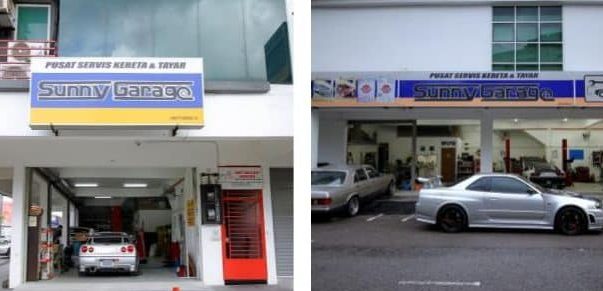 PUSAT SERVIS KERETA & TAYAR
Sunny Garage
PUSAT SERVIS KERETA & TAYAR
Sunny Garage